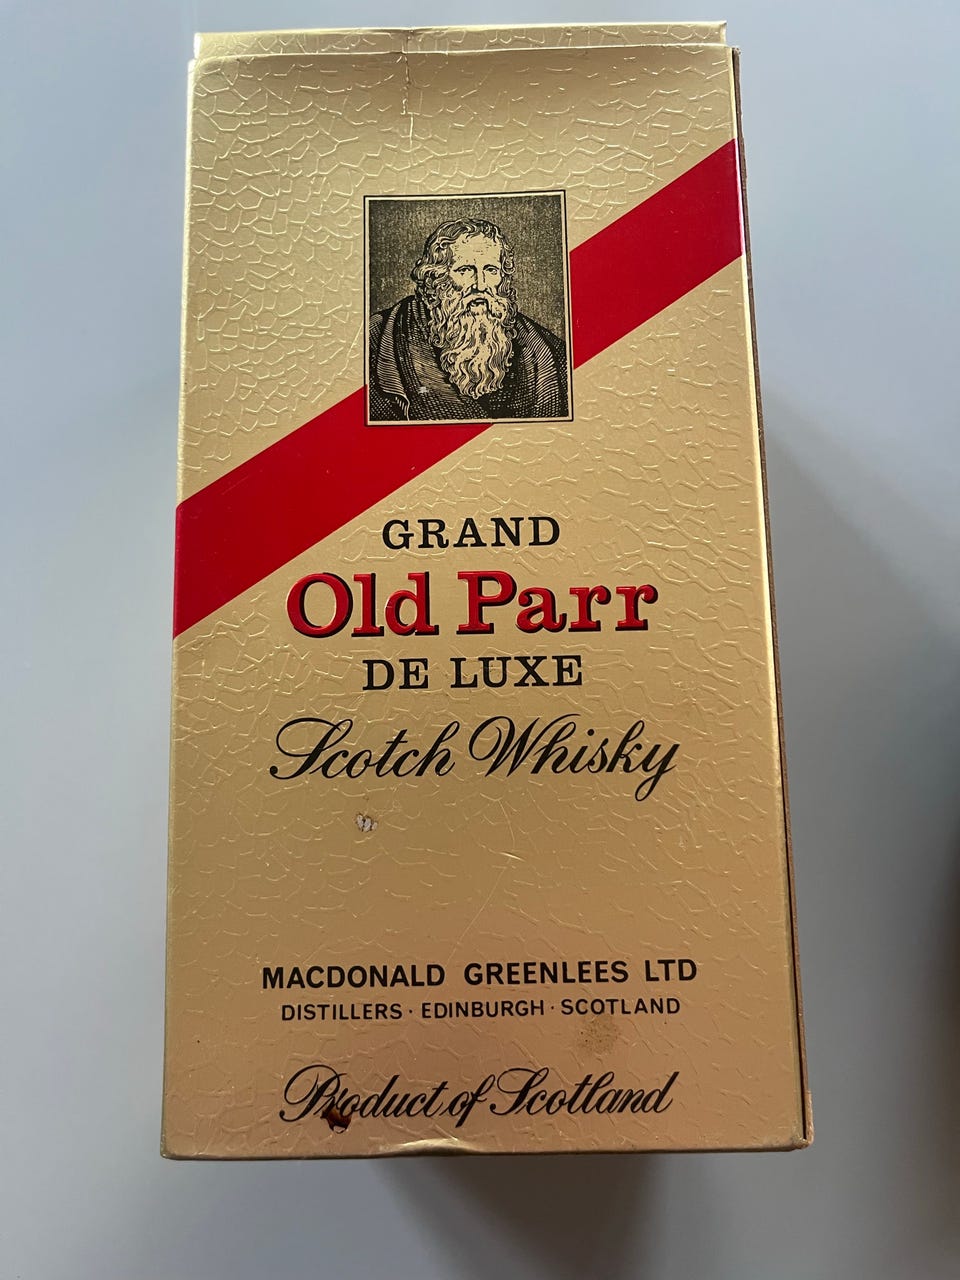 GRAND
Old Parr
DE LUXE
Scotch Whisky
MACDONALD GREENLEES LTD
DISTILLERS · EDINBURGH · SCOTLAND
Product of Scotland